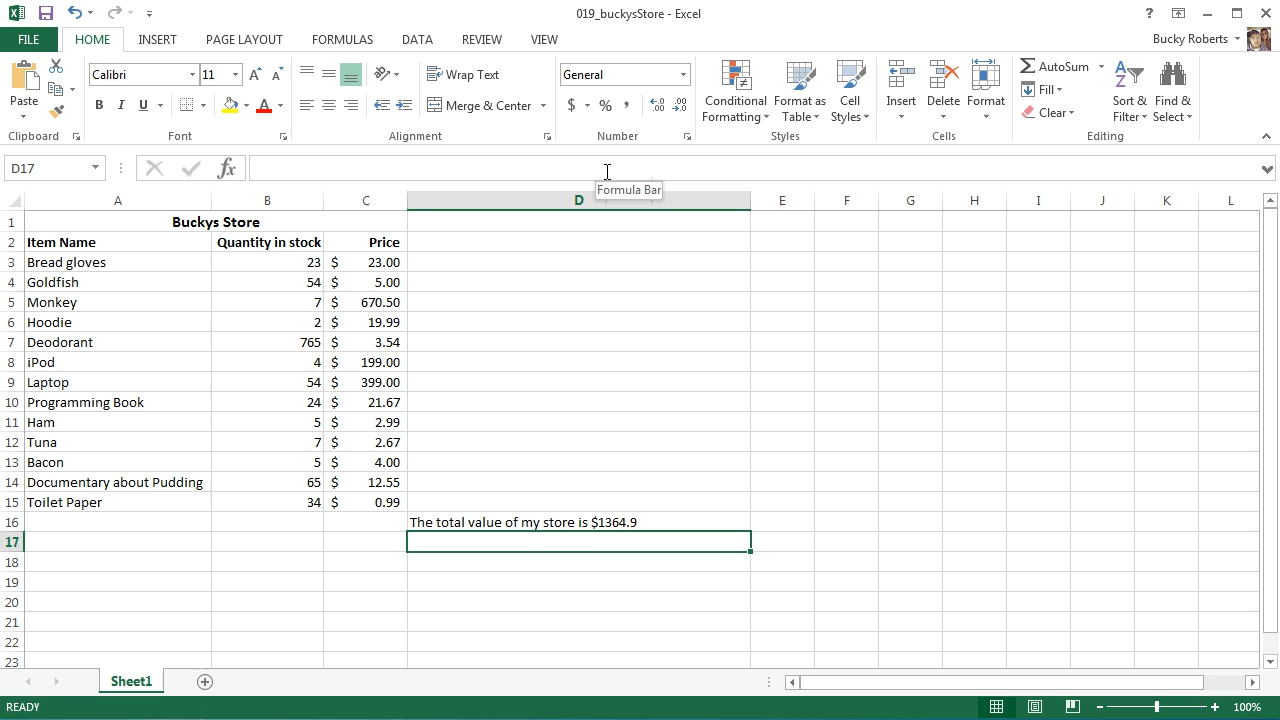 019_buckysStore - Excel
FILE HOME INSERT PAGE LAYOUT FORMULAS DATA REVIEW VIEW Bucky Roberts
Paste
Clipboard
Calibri 11
B I U A
Font
Wrap Text
Merge & Center
Alignment
General
$ % ,
Number
Conditional Formatting
Format as Table
Cell Styles
Styles
Insert Delete Format
Cells
AutoSum
Fill
Clear
Sort & Filter
Find & Select
Editing
D17 fx
Formula Bar
A B C D E F G H I J K L
1 Buckys Store
2 Item Name Quantity in stock Price
3 Bread gloves 23 $ 23.00
4 Goldfish 54 $ 5.00
5 Monkey 7 $ 670.50
6 Hoodie 2 $ 19.99
7 Deodorant 765 $ 3.54
8 iPod 4 $ 199.00
9 Laptop 54 $ 399.00
10 Programming Book 24 $ 21.67
11 Ham 5 $ 2.99
12 Tuna 7 $ 2.67
13 Bacon 5 $ 4.00
14 Documentary about Pudding 65 $ 12.55
15 Toilet Paper 34 $ 0.99
16 The total value of my store is $1364.9
17
18
19
20
21
22
23
Sheet1
READY 100%